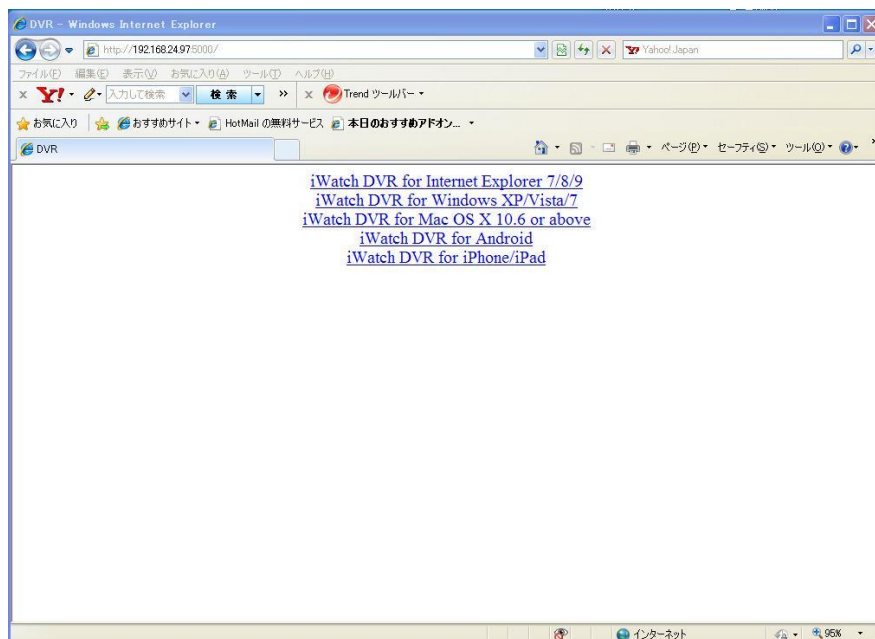 DVR - Windows Internet Explorer
http://192.168.24.97:5000/
Yahoo! Japan
ファイル(F) 編集(E) 表示(V) お気に入り(A) ツール(T) ヘルプ(H)
x Y! 入力して検索 検索 » x Trend ツールバー
お気に入り おすすめサイト HotMail の無料サービス 本日のおすすめアドオン...
DVR
ページ(P) セーフティ(S) ツール(O) »
iWatch DVR for Internet Explorer 7/8/9
iWatch DVR for Windows XP/Vista/7
iWatch DVR for Mac OS X 10.6 or above
iWatch DVR for Android
iWatch DVR for iPhone/iPad
インターネット 95%